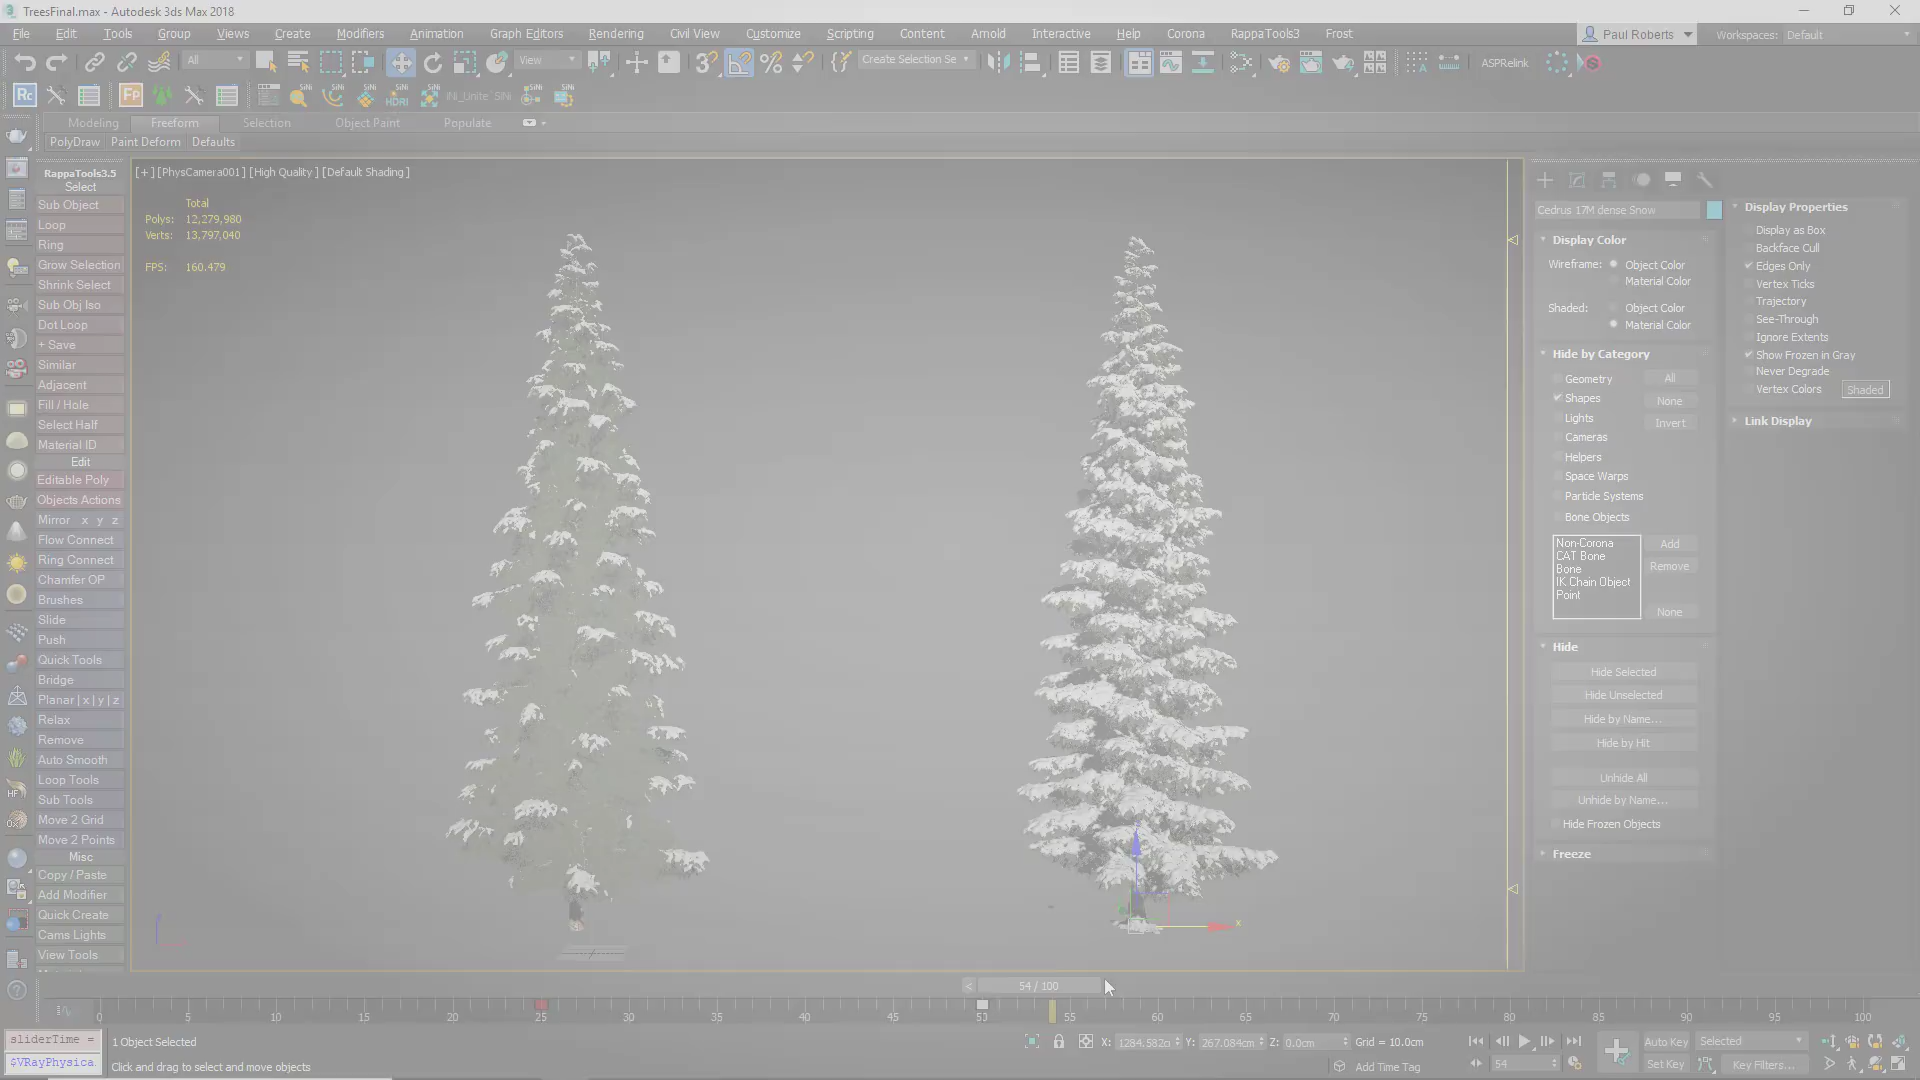 TreesFinal.max - Autodesk 3ds Max 2018
File Edit Tools Group Views Create Modifiers Animation Graph Editors Rendering Civil View Customize Scripting Content Arnold Interactive Help Corona RappaTools3 Frost Paul Roberts Workspaces: Default
All View Create Selection Se ASPRelink
Modeling Freeform Selection Object Paint Populate
PolyDraw Paint Deform Defaults
RappaTools3.5
Select
Sub Object
Loop
Ring
Grow Selection
Shrink Select
Sub Obj Iso
Dot Loop
+ Save
Similar
Adjacent
Fill / Hole
Select Half
Material ID
Edit
Editable Poly
Objects Actions
Mirror x y z
Flow Connect
Ring Connect
Chamfer OP
Brushes
Slide
Push
Quick Tools
Bridge
Planar | x | y | z
Relax
Remove
Auto Smooth
Loop Tools
Sub Tools
Move 2 Grid
Move 2 Points
Misc
Copy / Paste
Add Modifier
Quick Create
Cams Lights
View Tools
[+] [PhysCamera001] [High Quality ] [Default Shading ]
Total
Polys: 12,279,980
Verts: 13,797,040
FPS: 160.479
x
Cedrus 17M dense Snow
Display Color
Wireframe: Object Color
Material Color
Shaded: Object Color
Material Color
Hide by Category
Geometry All
Shapes None
Lights Invert
Cameras
Helpers
Space Warps
Particle Systems
Bone Objects
Non-Corona Add
CAT Bone
Bone Remove
IK Chain Object
Point
None
Hide
Hide Selected
Hide Unselected
Hide by Name...
Hide by Hit
Unhide All
Unhide by Name...
Hide Frozen Objects
Freeze
Display Properties
Display as Box
Backface Cull
Edges Only
Vertex Ticks
Trajectory
See-Through
Ignore Extents
Show Frozen in Gray
Never Degrade
Vertex Colors Shaded
Link Display
< 54 / 100
0 5 10 15 20 25 30 35 40 45 50 55 60 65 70 75 80 85 90 95 100
sliderTime =
$VRayPhysica.
1 Object Selected
Click and drag to select and move objects
X: 1284.582cm Y: 267.084cm Z: 0.0cm Grid = 10.0cm
Add Time Tag
54
Auto Key Selected
Set Key Key Filters...